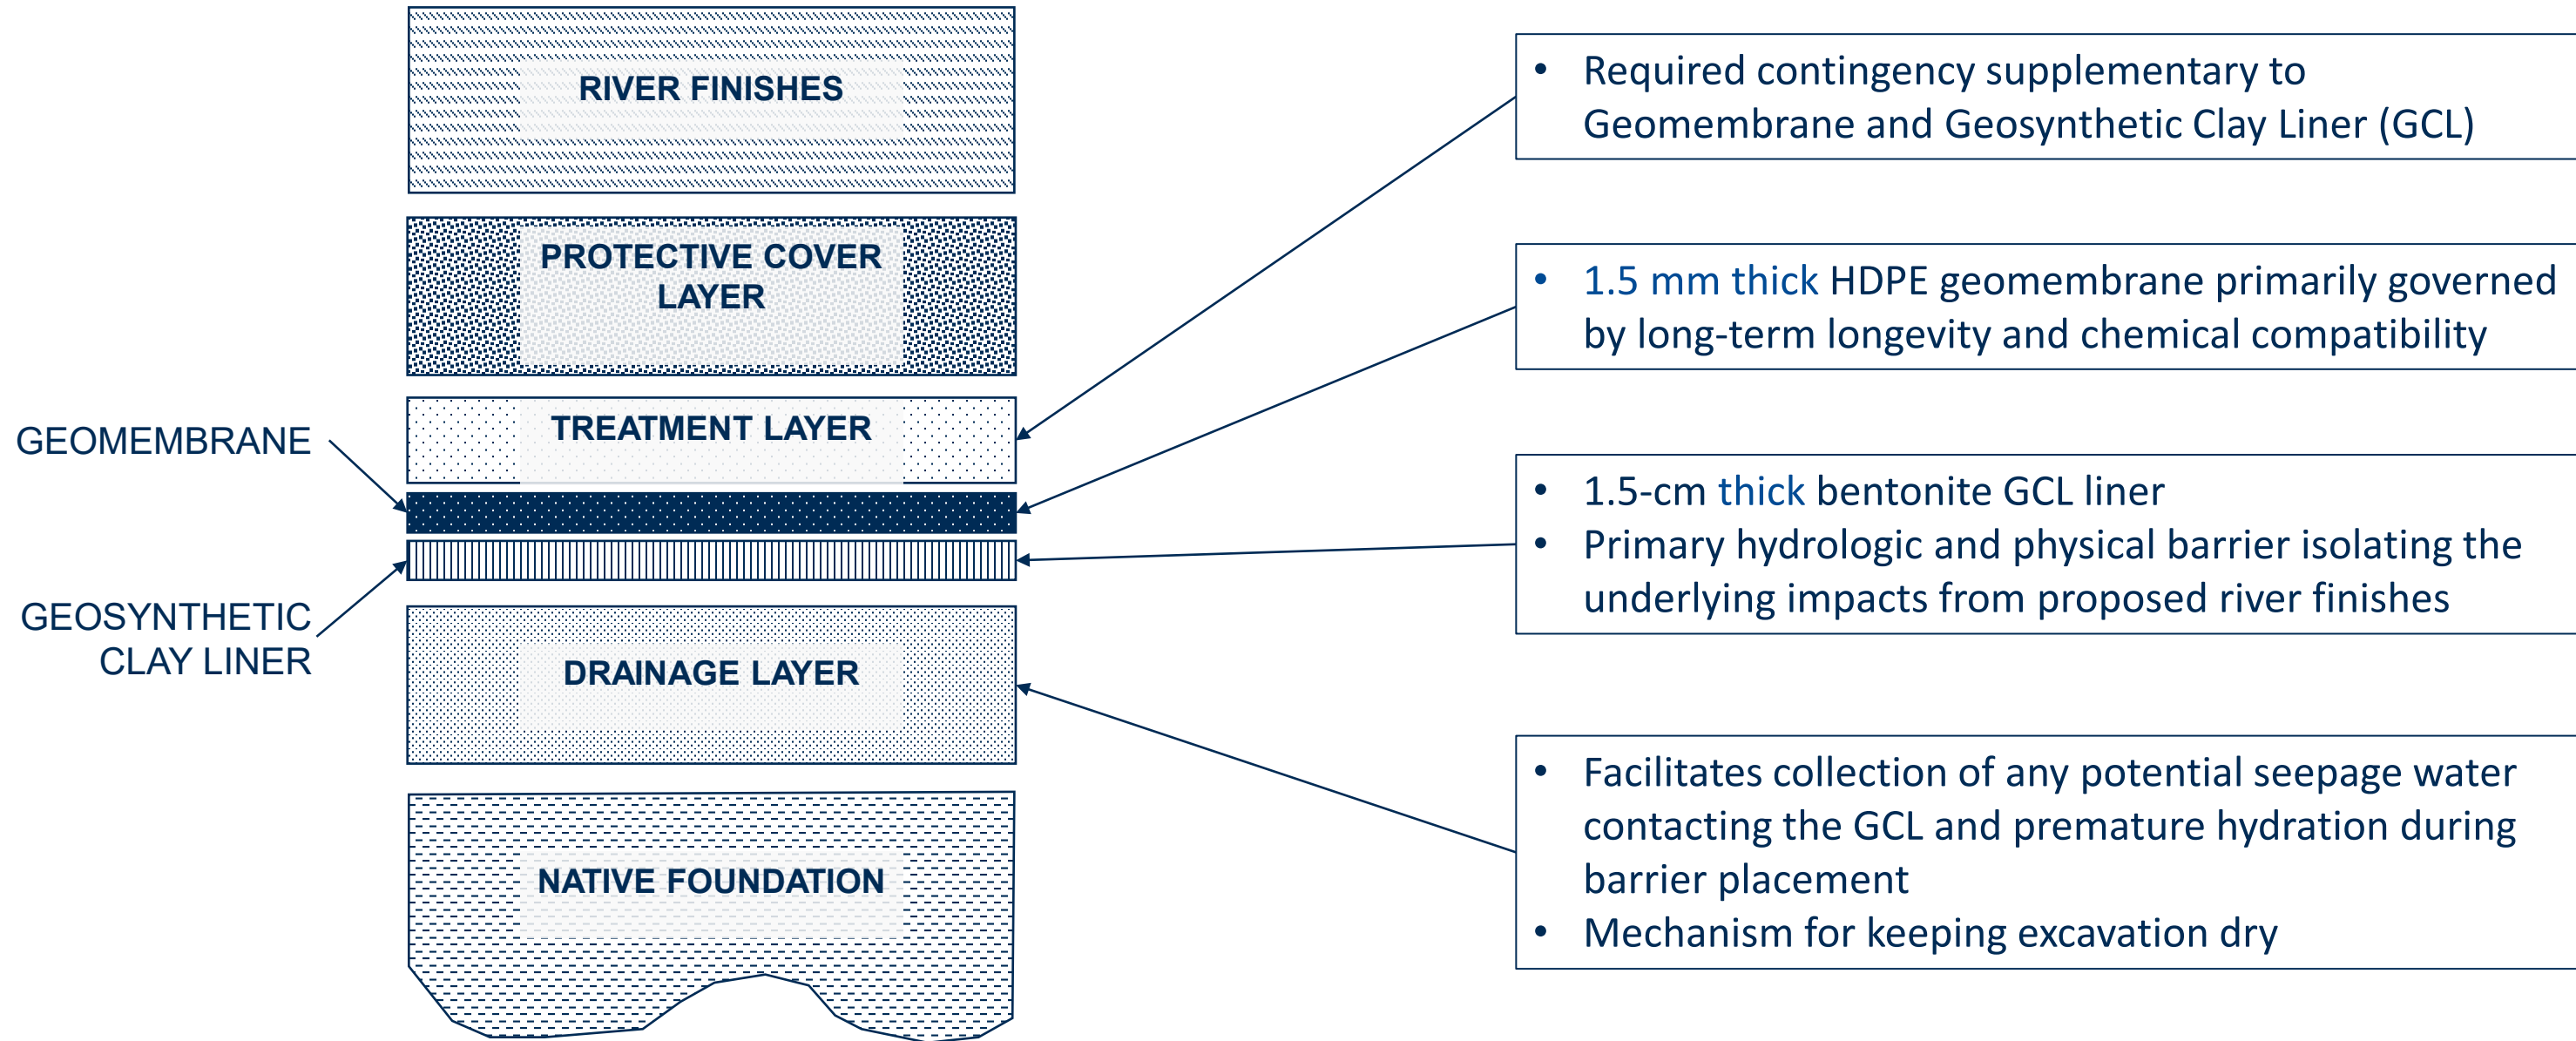 RIVER FINISHES
PROTECTIVE COVER
LAYER
TREATMENT LAYER
GEOMEMBRANE
GEOSYNTHETIC
CLAY LINER
DRAINAGE LAYER
NATIVE FOUNDATION
• Required contingency supplementary to
Geomembrane and Geosynthetic Clay Liner (GCL)
• 1.5 mm thick HDPE geomembrane primarily governed
by long-term longevity and chemical compatibility
• 1.5-cm thick bentonite GCL liner
• Primary hydrologic and physical barrier isolating the
underlying impacts from proposed river finishes
• Facilitates collection of any potential seepage water
contacting the GCL and premature hydration during
barrier placement
• Mechanism for keeping excavation dry